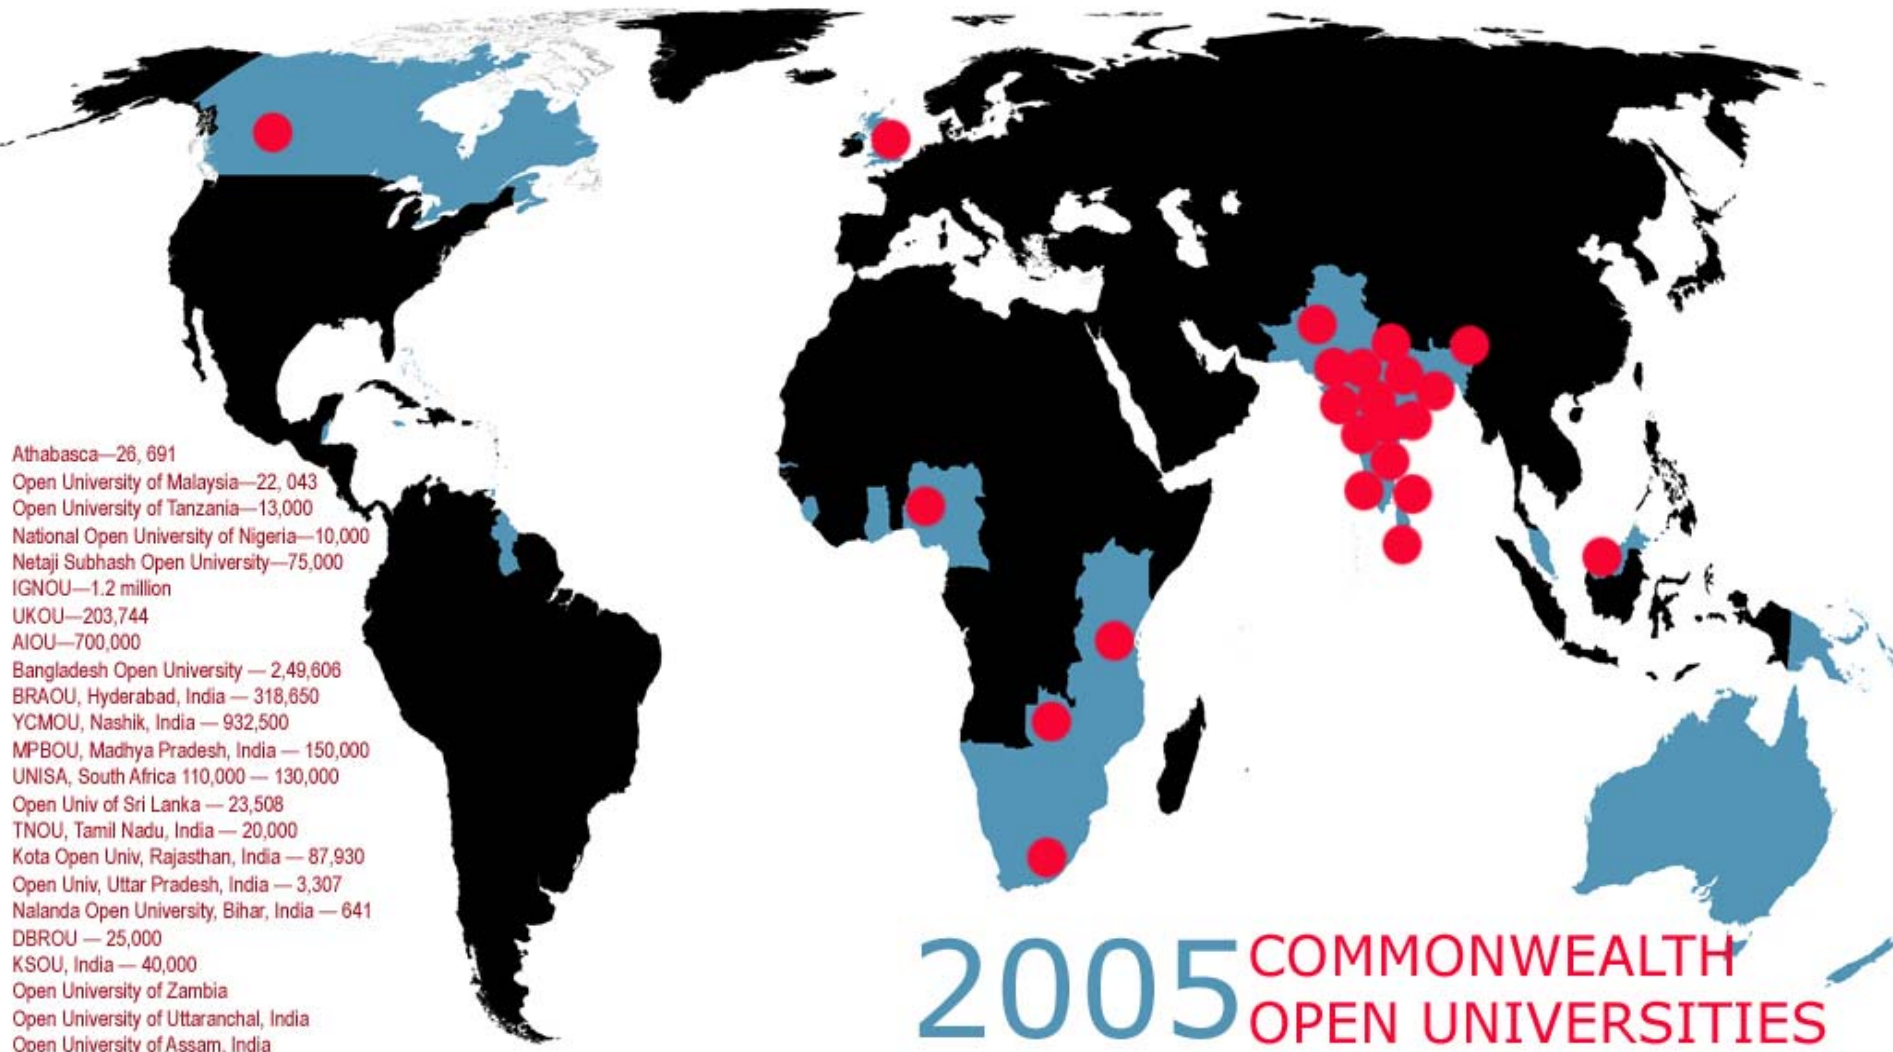 Athabasca—26, 691
Open University of Malaysia—22, 043
Open University of Tanzania—13,000
National Open University of Nigeria—10,000
Netaji Subhash Open University—75,000
IGNOU—1.2 million
UKOU—203,744
AIOU—700,000
Bangladesh Open University — 2,49,606
BRAOU, Hyderabad, India — 318,650
YCMOU, Nashik, India — 932,500
MPBOU, Madhya Pradesh, India — 150,000
UNISA, South Africa 110,000 — 130,000
Open Univ of Sri Lanka — 23,508
TNOU, Tamil Nadu, India — 20,000
Kota Open Univ, Rajasthan, India — 87,930
Open Univ, Uttar Pradesh, India — 3,307
Nalanda Open University, Bihar, India — 641
DBROU — 25,000
KSOU, India — 40,000
Open University of Zambia
Open University of Uttaranchal, India
Open University of Assam, India
2005 COMMONWEALTH
OPEN UNIVERSITIES